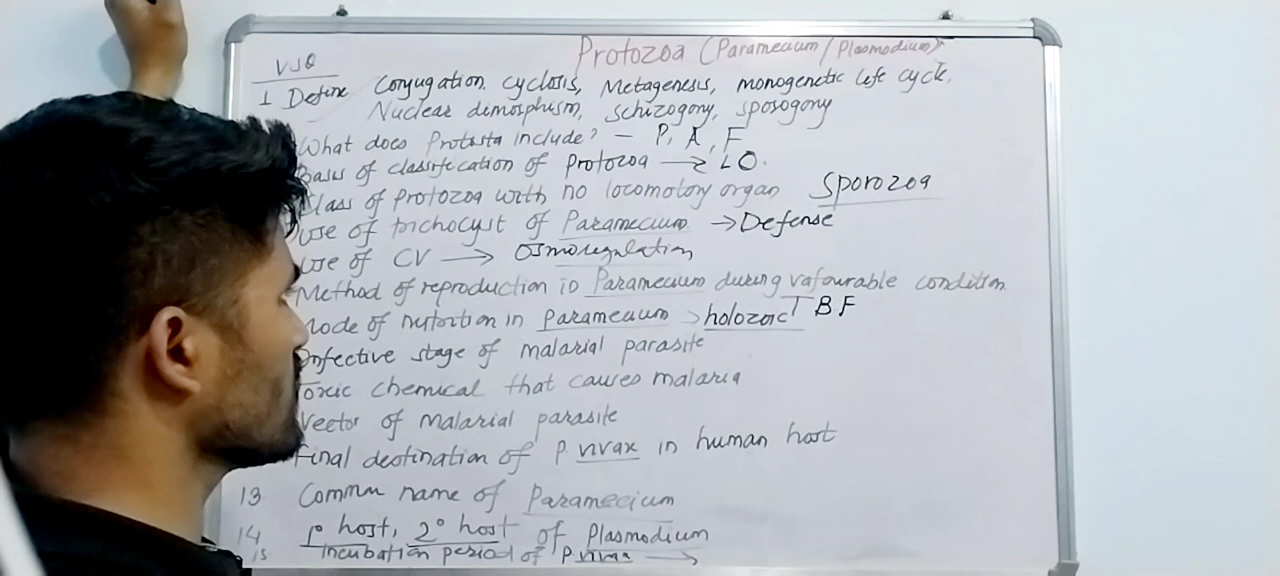 Protozoa (Paramecium/Plasmodium)
VSQ
1 Define Conjugation, cyclosis, Metagenesis, monogenetic life cycle,
Nuclear dimorphism, schizogony, sporogony
What does Protista include? - P, A, F
Basis of classification of Protozoa → LO.
Class of Protozoa with no locomotory organ Sporozoa
Use of trichocyst of Paramecium → Defense
Use of CV → Osmoregulation
Method of reproduction in Paramecium during vafourable condition
TBF
Mode of nutrition in Paramecium → holozoic
Infective stage of malarial parasite
Toxic chemical that causes malaria
Vector of malarial parasite
Final destination of P. vivax in human host
13 Common name of Paramecium
14 1° host, 2° host of Plasmodium
15 incubation period of P. vivax →